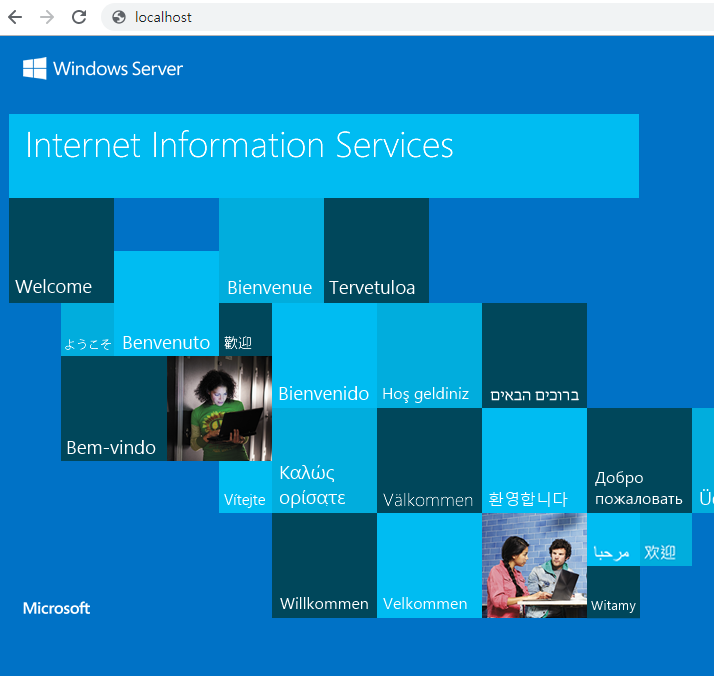 localhost
Windows Server
Internet Information Services
Welcome
Bienvenue
Tervetuloa
ようこそ
Benvenuto
歡迎
Bienvenido
Hoş geldiniz
ברוכים הבאים
Bem-vindo
Vítejte
Καλώς
ορίσατε
Välkommen
환영합니다
Добро
пожаловать
Willkommen
Velkommen
مرحبا
欢迎
Witamy
Microsoft